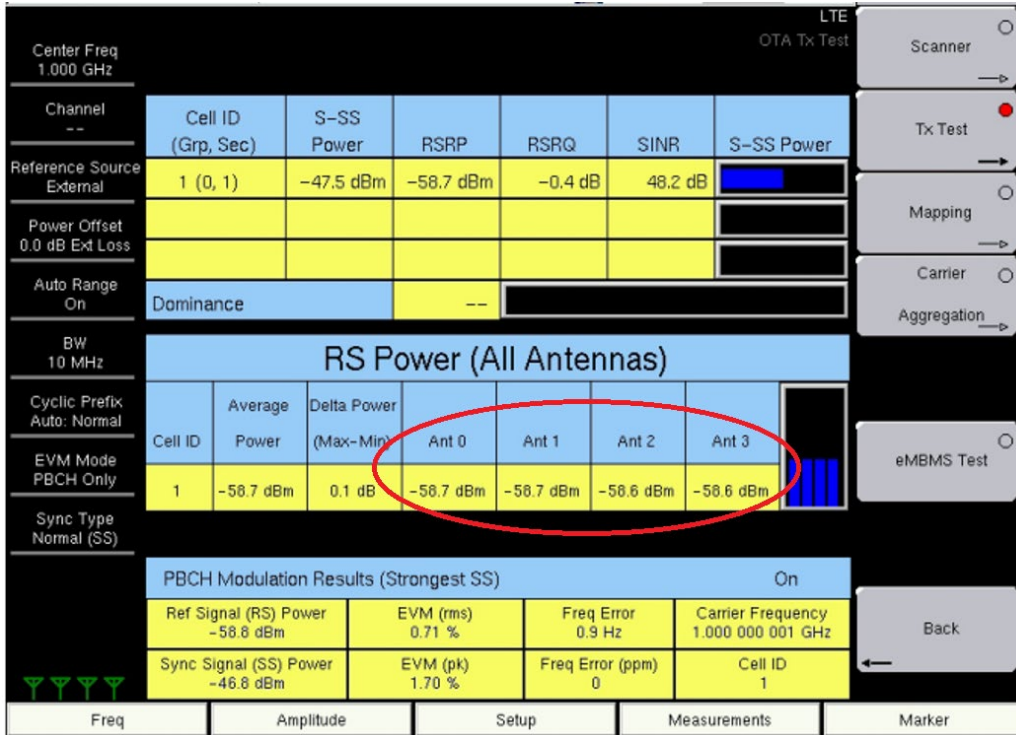 LTE
OTA Tx Test
Center Freq
1.000 GHz
Channel
--
Reference Source
External
Power Offset
0.0 dB Ext Loss
Auto Range
On
BW
10 MHz
Cyclic Prefix
Auto: Normal
EVM Mode
PBCH Only
Sync Type
Normal (SS)
Cell ID S-SS
(Grp, Sec) Power RSRP RSRQ SINR S-SS Power
1 (0, 1) -47.5 dBm -58.7 dBm -0.4 dB 48.2 dB
Dominance --
RS Power (All Antennas)
Average Delta Power
Cell ID Power (Max-Min) Ant 0 Ant 1 Ant 2 Ant 3
1 -58.7 dBm 0.1 dB -58.7 dBm -58.7 dBm -58.6 dBm -58.6 dBm
PBCH Modulation Results (Strongest SS) On
Ref Signal (RS) Power EVM (rms) Freq Error Carrier Frequency
-58.8 dBm 0.71 % 0.9 Hz 1.000 000 001 GHz
Sync Signal (SS) Power EVM (pk) Freq Error (ppm) Cell ID
-46.8 dBm 1.70 % 0 1
Scanner
Tx Test
Mapping
Carrier
Aggregation
eMBMS Test
Back
Freq Amplitude Setup Measurements Marker